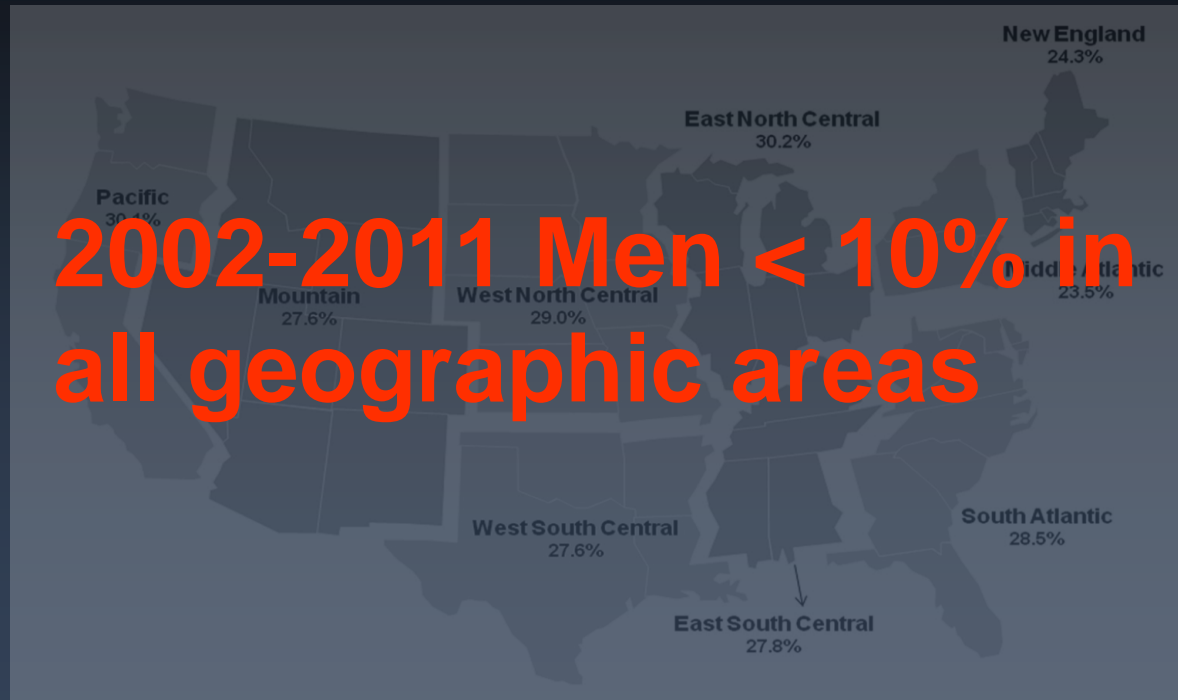 New England
24.3%
East North Central
30.2%
Pacific
30.1%
2002-2011 Men < 10% in
all geographic areas
Middle Atlantic
23.5%
Mountain
27.6%
West North Central
29.0%
West South Central
27.6%
South Atlantic
28.5%
East South Central
27.8%